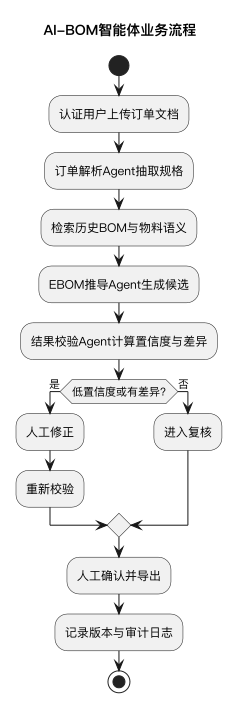 AI-BOM智能体业务流程
认证用户上传订单文档
订单解析Agent抽取规格
检索历史BOM与物料语义
EBOM推导Agent生成候选
结果校验Agent计算置信度与差异
是
低置信度或有差异?
否
人工修正
进入复核
重新校验
人工确认并导出
记录版本与审计日志